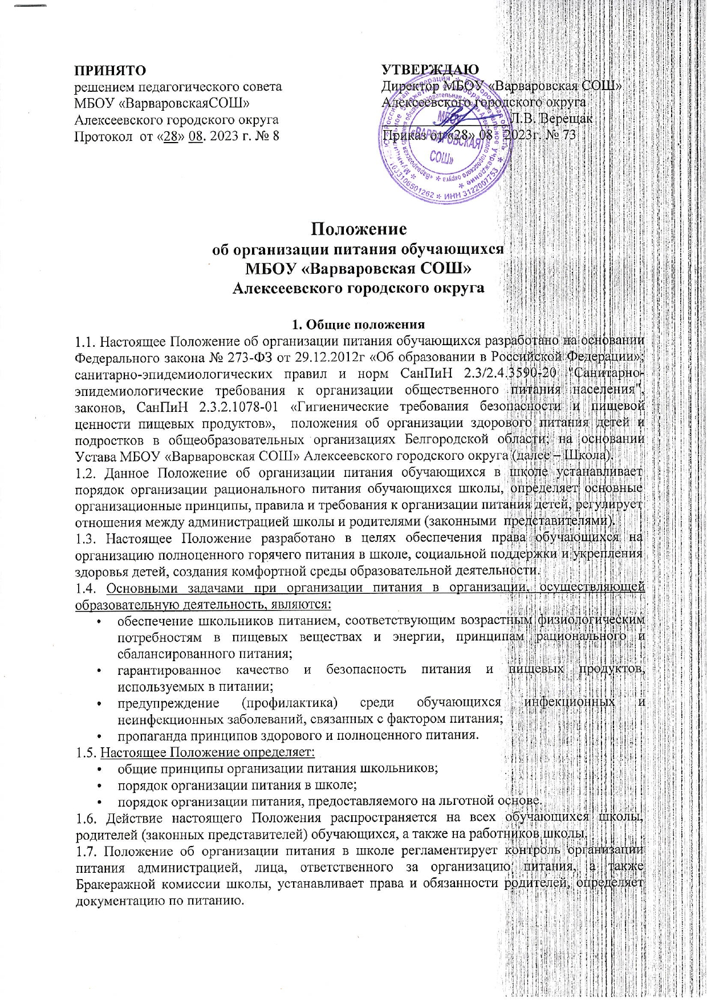 ПРИНЯТО
решением педагогического совета
МБОУ «ВарваровскаяСОШ»
Алексеевского городского округа
Протокол от «28» 08. 2023 г. № 8
УТВЕРЖДАЮ
Директор МБОУ «Варваровская СОШ»
Алексеевского городского округа
Л.В. Верещак
Приказ от «28» 08 2023г. № 73
МБОУ
«ВАРВАРОВСКАЯ
СОШ»
ИНН 3122007753
Положение
об организации питания обучающихся
МБОУ «Варваровская СОШ»
Алексеевского городского округа
1. Общие положения
1.1. Настоящее Положение об организации питания обучающихся разработано на основании
Федерального закона № 273-ФЗ от 29.12.2012г «Об образовании в Российской Федерации»;
санитарно-эпидемиологических правил и норм СанПиН 2.3/2.4.3590-20 "Санитарно-
эпидемиологические требования к организации общественного питания населения",
законов, СанПиН 2.3.2.1078-01 «Гигиенические требования безопасности и пищевой
ценности пищевых продуктов», положения об организации здорового питания детей и
подростков в общеобразовательных организациях Белгородской области; на основании
Устава МБОУ «Варваровская СОШ» Алексеевского городского округа (далее – Школа).
1.2. Данное Положение об организации питания обучающихся в школе устанавливает
порядок организации рационального питания обучающихся школы, определяет основные
организационные принципы, правила и требования к организации питания детей, регулирует
отношения между администрацией школы и родителями (законными представителями).
1.3. Настоящее Положение разработано в целях обеспечения права обучающихся на
организацию полноценного горячего питания в школе, социальной поддержки и укрепления
здоровья детей, создания комфортной среды образовательной деятельности.
1.4. Основными задачами при организации питания в организации, осуществляющей
образовательную деятельность, являются:
• обеспечение школьников питанием, соответствующим возрастным физиологическим
потребностям в пищевых веществах и энергии, принципам рационального и
сбалансированного питания;
• гарантированное качество и безопасность питания и пищевых продуктов,
используемых в питании;
• предупреждение (профилактика) среди обучающихся инфекционных и
неинфекционных заболеваний, связанных с фактором питания;
• пропаганда принципов здорового и полноценного питания.
1.5. Настоящее Положение определяет:
• общие принципы организации питания школьников;
• порядок организации питания в школе;
• порядок организации питания, предоставляемого на льготной основе.
1.6. Действие настоящего Положения распространяется на всех обучающихся школы,
родителей (законных представителей) обучающихся, а также на работников школы.
1.7. Положение об организации питания в школе регламентирует контроль организации
питания администрацией, лица, ответственного за организацию питания, а также
Бракеражной комиссии школы, устанавливает права и обязанности родителей, определяет
документацию по питанию.